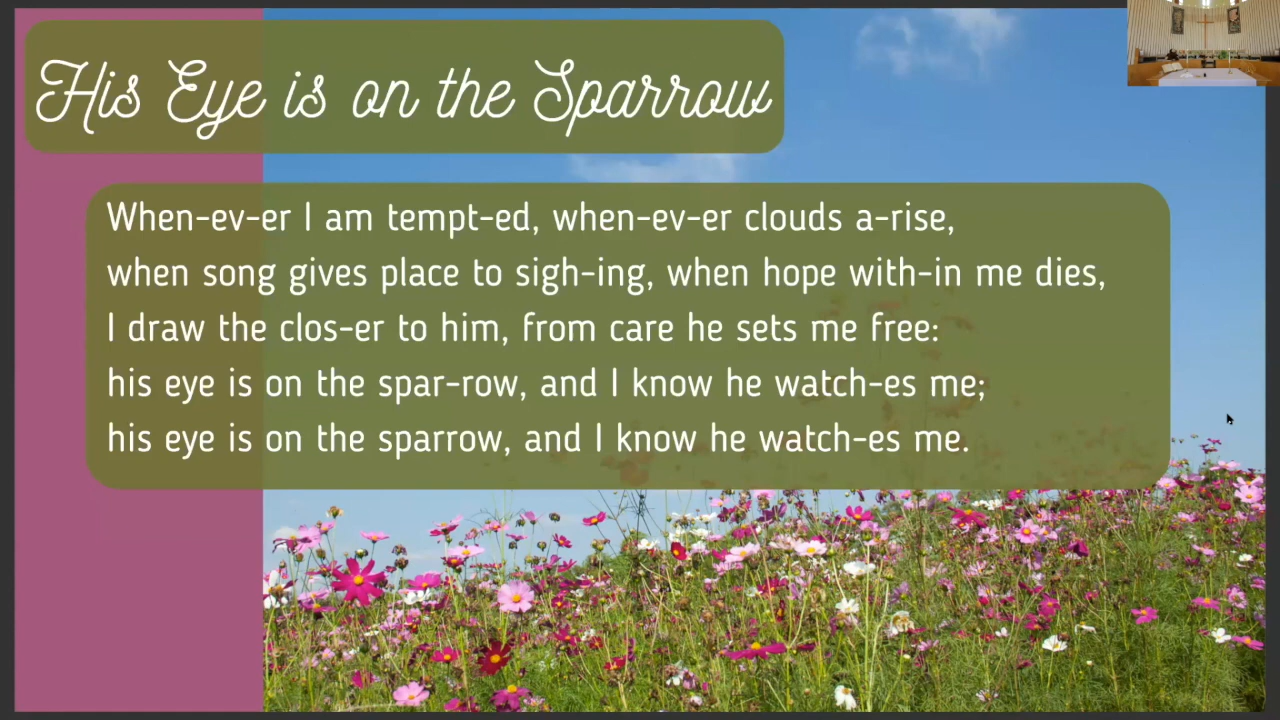 His Eye is on the Sparrow
When-ev-er I am tempt-ed, when-ev-er clouds a-rise,
when song gives place to sigh-ing, when hope with-in me dies,
I draw the clos-er to him, from care he sets me free:
his eye is on the spar-row, and I know he watch-es me;
his eye is on the sparrow, and I know he watch-es me.